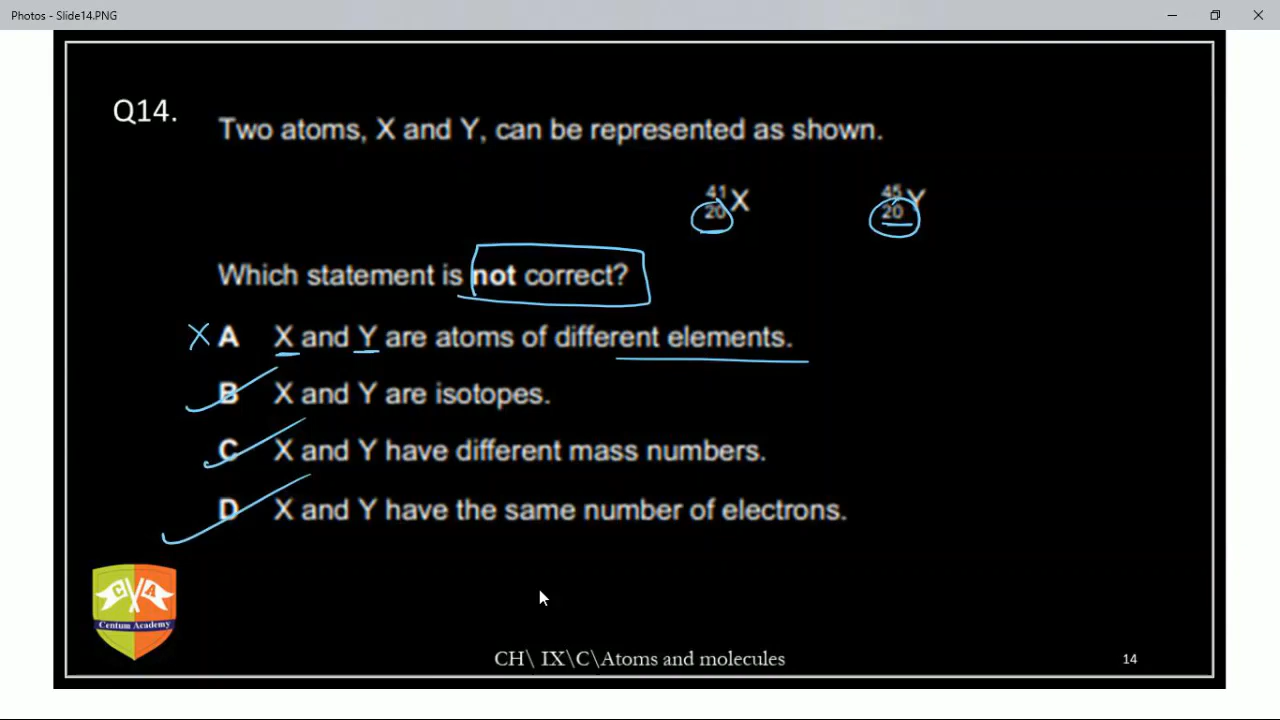 Photos - Slide14.PNG
Q14.
Two atoms, X and Y, can be represented as shown.
41
20 X
45
20 Y
Which statement is not correct?
X A X and Y are atoms of different elements.
B X and Y are isotopes.
C X and Y have different mass numbers.
D X and Y have the same number of electrons.
C A
Centum Academy
CH\ IX\C\Atoms and molecules
14